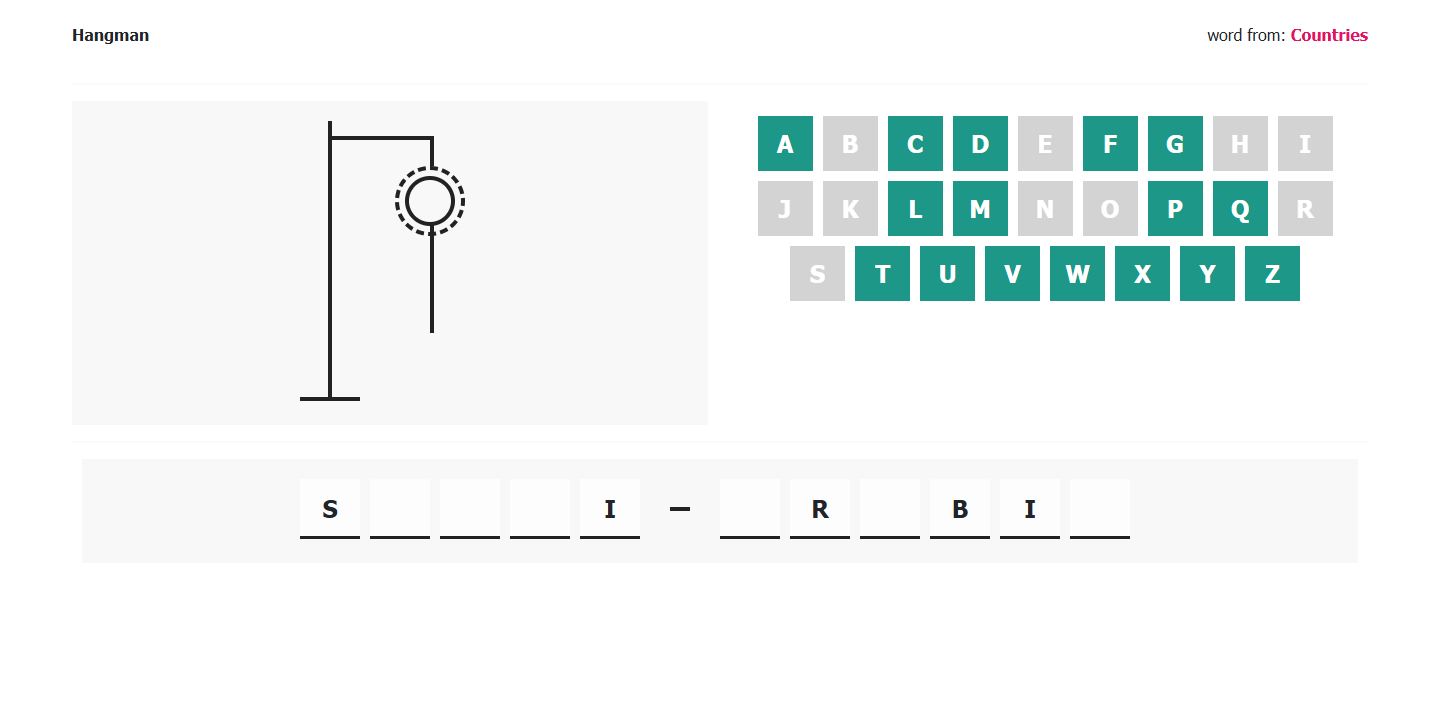 Hangman
word from: Countries
A B C D E F G H I
J K L M N O P Q R
S T U V W X Y Z
S I - R B I